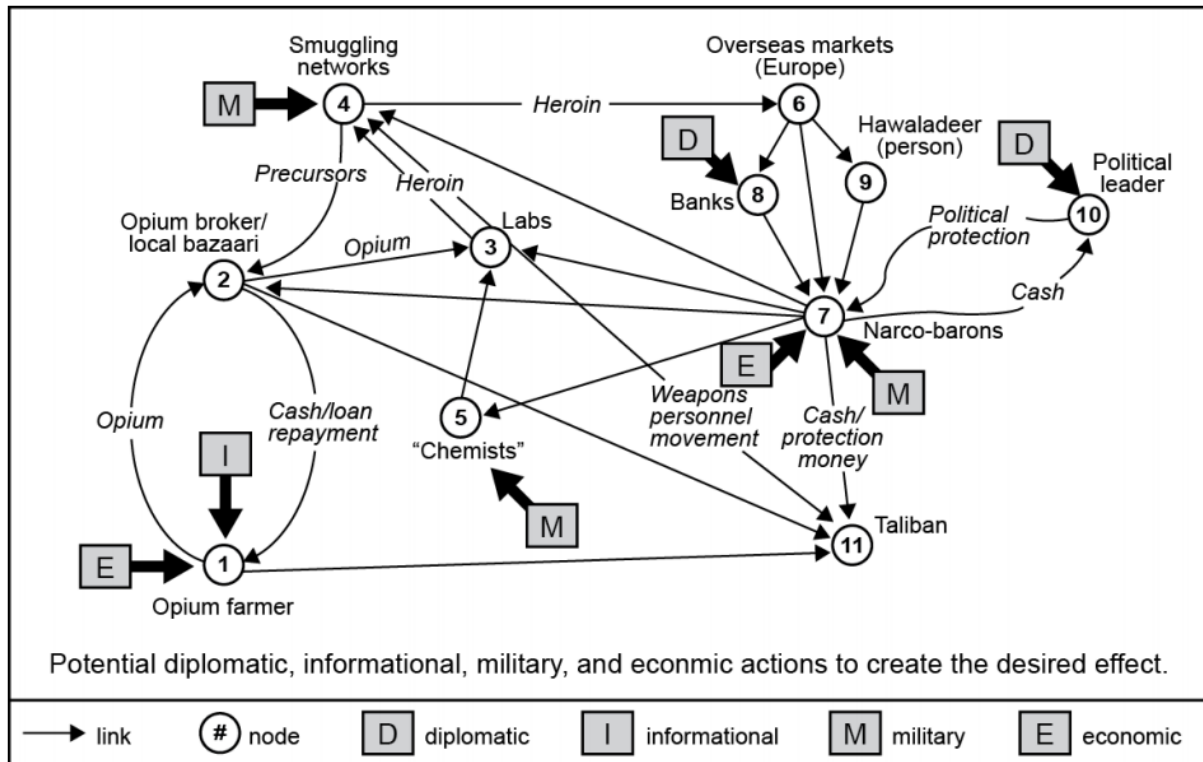 Smuggling
networks
4
M
Heroin
Overseas markets
(Europe)
6
D
Hawaladeer
(person)
9
D
Political
leader
10
Banks
8
Precursors
Heroin
Labs
3
Opium broker/
local bazaari
2
Opium
Political
protection
Cash
7
Narco-barons
E
M
Opium
Cash/loan
repayment
5
“Chemists”
M
Weapons
personnel
movement
Cash/
protection
money
I
E
1
Opium farmer
Taliban
11
Potential diplomatic, informational, military, and econmic actions to create the desired effect.
link
# node
D diplomatic
I informational
M military
E economic